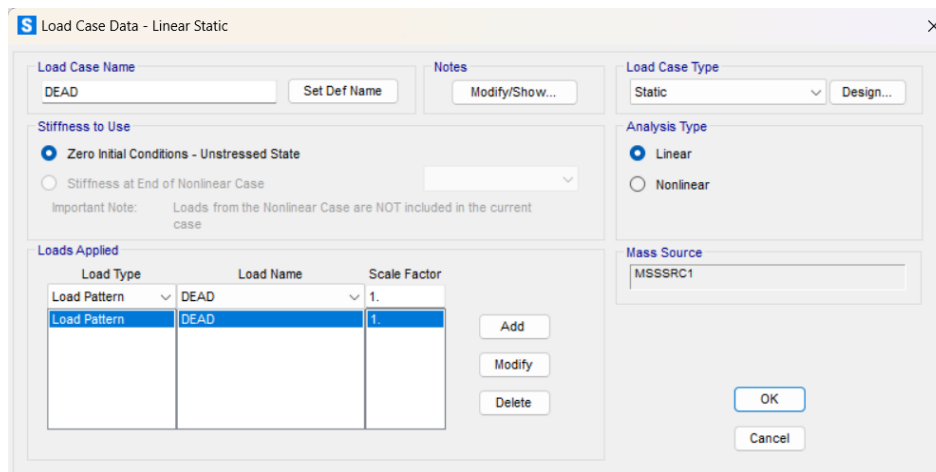 S Load Case Data - Linear Static
Load Case Name
DEAD
Set Def Name
Notes
Modify/Show...
Load Case Type
Static
Design...
Stiffness to Use
Zero Initial Conditions - Unstressed State
Stiffness at End of Nonlinear Case
Important Note: Loads from the Nonlinear Case are NOT included in the current
case
Analysis Type
Linear
Nonlinear
Loads Applied
Load Type Load Name Scale Factor
Load Pattern DEAD 1.
Load Pattern DEAD 1.
Add
Modify
Delete
Mass Source
MSSSRC1
OK
Cancel